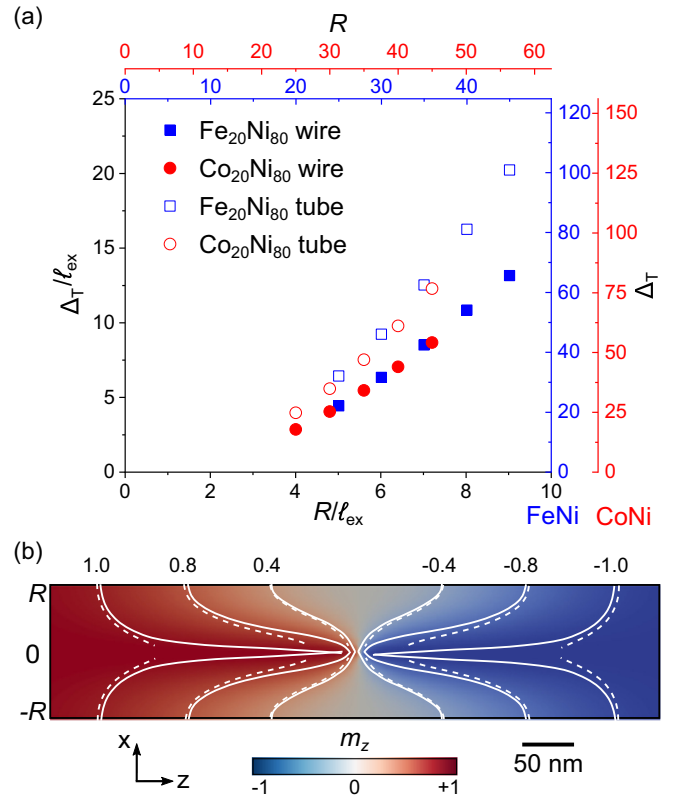 (a)
R
0 10 20 30 40 50 60
0 10 20 30 40
25 120 150
20 100 125
15 80 100
10 60 75
5 40 50
0 20 25
0 0
Fe20Ni80 wire
Co20Ni80 wire
Fe20Ni80 tube
Co20Ni80 tube
ΔT/ℓex
ΔT
0 2 4 6 8 10
R/ℓex
FeNi CoNi
(b)
1.0 0.8 0.4 -0.4 -0.8 -1.0
R
0
-R
x
z
mz
-1 0 +1
50 nm